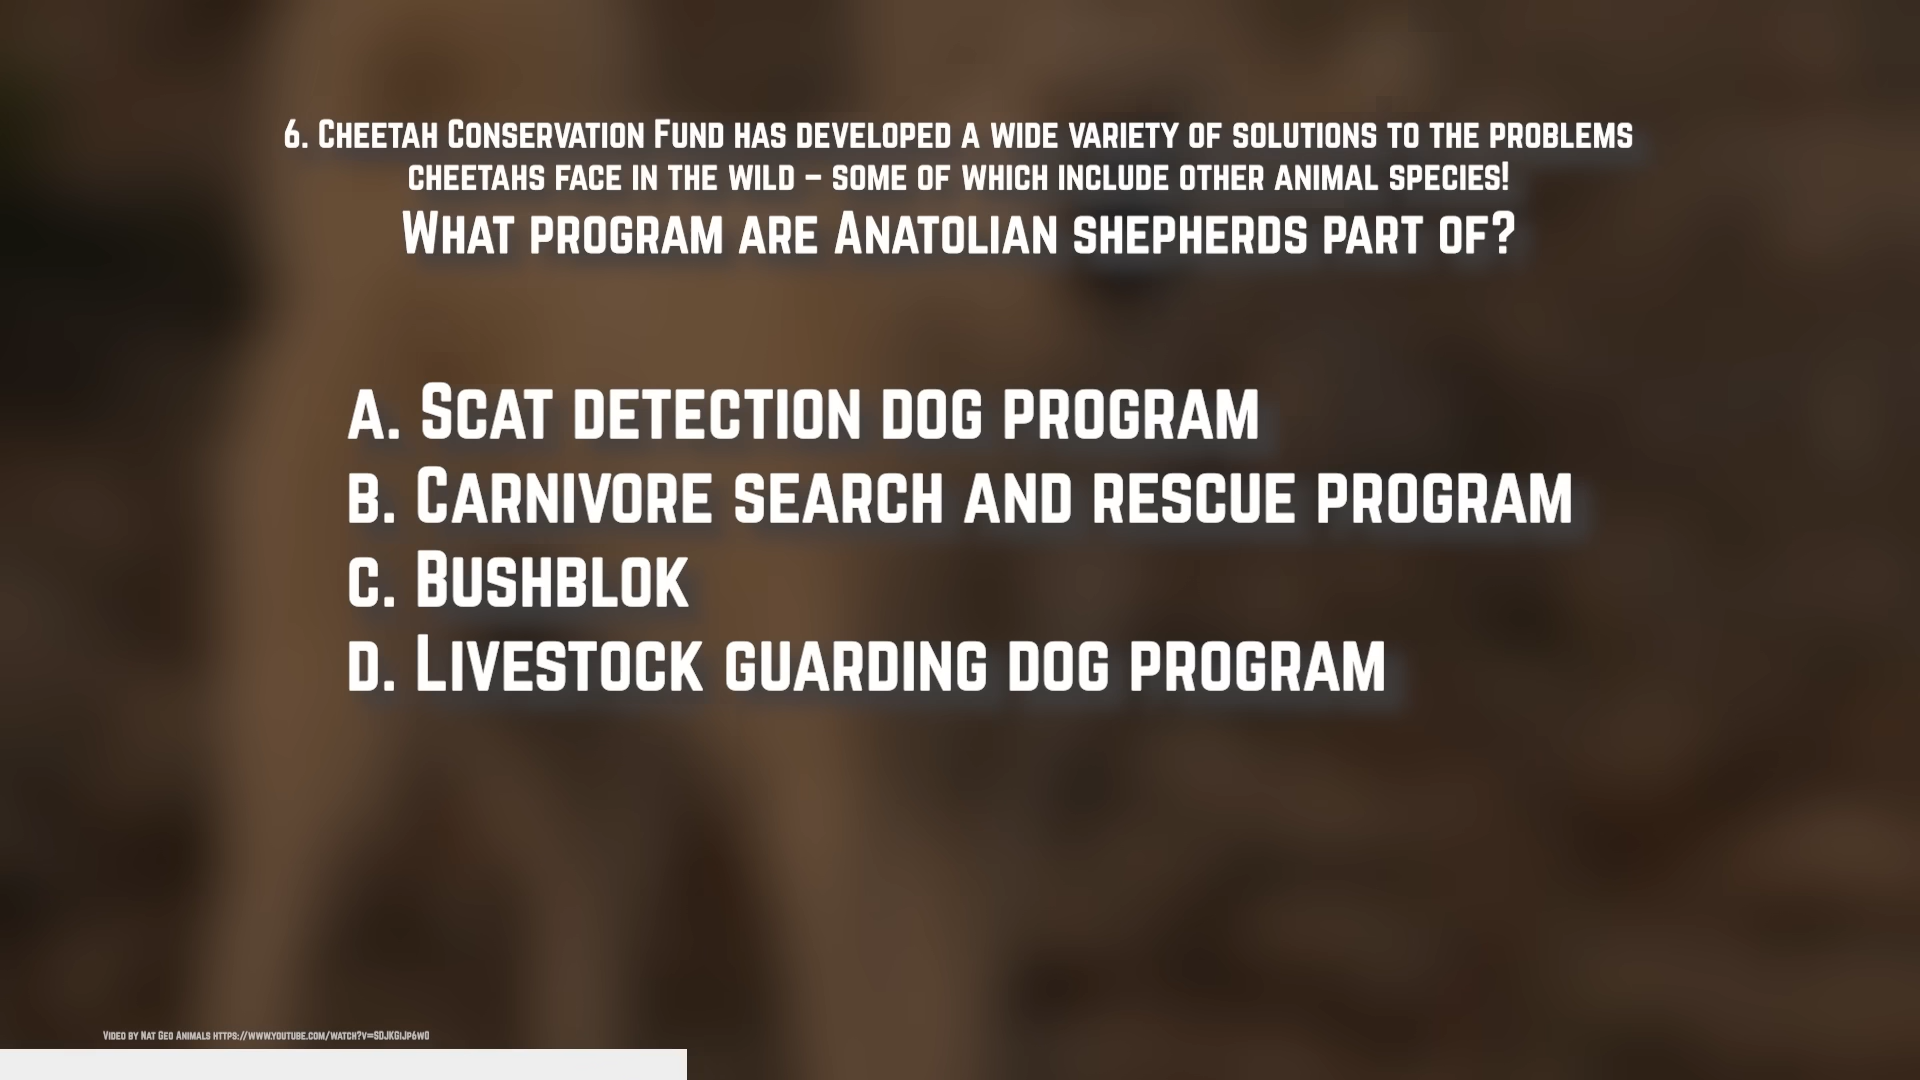 6. Cheetah Conservation Fund has developed a wide variety of solutions to the problems
cheetahs face in the wild – some of which include other animal species!
What program are Anatolian shepherds part of?
A. Scat detection dog program
B. Carnivore search and rescue program
C. Bushblok
D. Livestock guarding dog program
Video by Nat Geo Animals